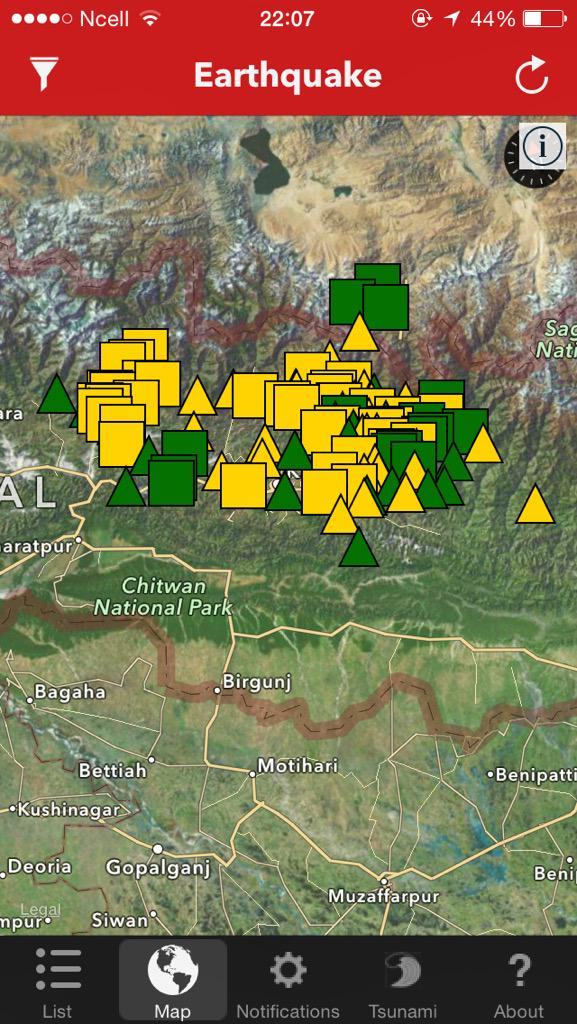 Ncell 22:07 44%
Earthquake
i
Sag
Nati
ara
AL
aratpur
Chitwan
National Park
Birgunj
Bagaha
Bettiah
Motihari
Benipatti
Kushinagar
Deoria
Gopalganj
Beni
Muzaffarpur
Legal
mpur
Siwan
List
Map
Notifications
Tsunami
?
About